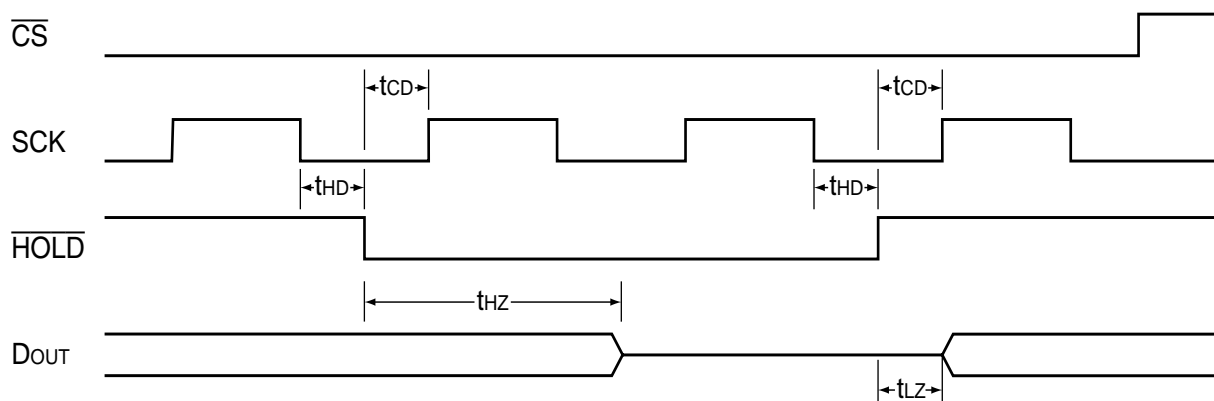 CS
tCD tCD
SCK
tHD tHD
HOLD
tHZ
DOUT
tLZ